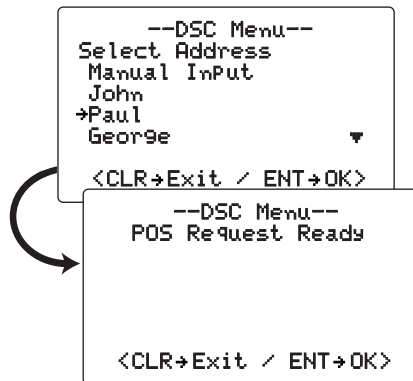 --DSC Menu--
Select Address
Manual Input
John
→Paul
George ▼
<CLR→Exit / ENT→OK>
--DSC Menu--
POS Request Ready
<CLR→Exit / ENT→OK>